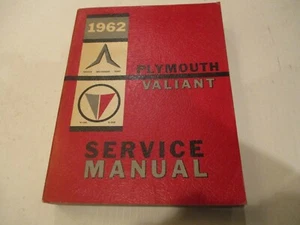 1962
PLYMOUTH
VALIANT
SERVICE
MANUAL